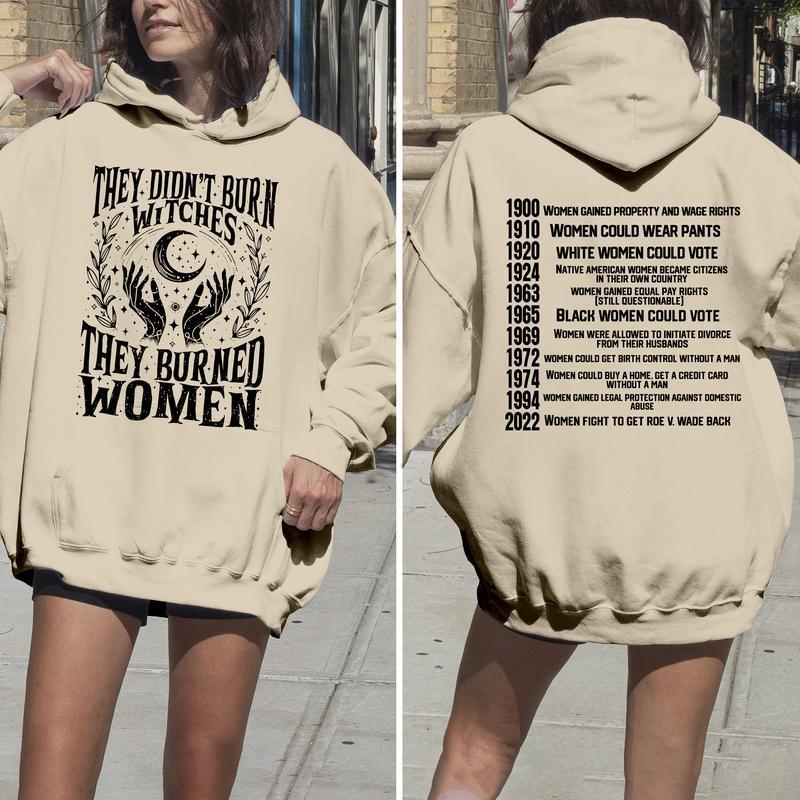 THEY DIDN'T BURN
WITCHES
THEY BURNED
WOMEN
1900 WOMEN GAINED PROPERTY AND WAGE RIGHTS
1910 WOMEN COULD WEAR PANTS
1920 WHITE WOMEN COULD VOTE
1924 NATIVE AMERICAN WOMEN BECAME CITIZENS
IN THEIR OWN COUNTRY
1963 WOMEN GAINED EQUAL PAY RIGHTS
(STILL QUESTIONABLE)
1965 BLACK WOMEN COULD VOTE
1969 WOMEN WERE ALLOWED TO INITIATE DIVORCE
FROM THEIR HUSBANDS
1972 WOMEN COULD GET BIRTH CONTROL WITHOUT A MAN
1974 WOMEN COULD BUY A HOME, GET A CREDIT CARD
WITHOUT A MAN
1994 WOMEN GAINED LEGAL PROTECTION AGAINST DOMESTIC
ABUSE
2022 WOMEN FIGHT TO GET ROE V. WADE BACK